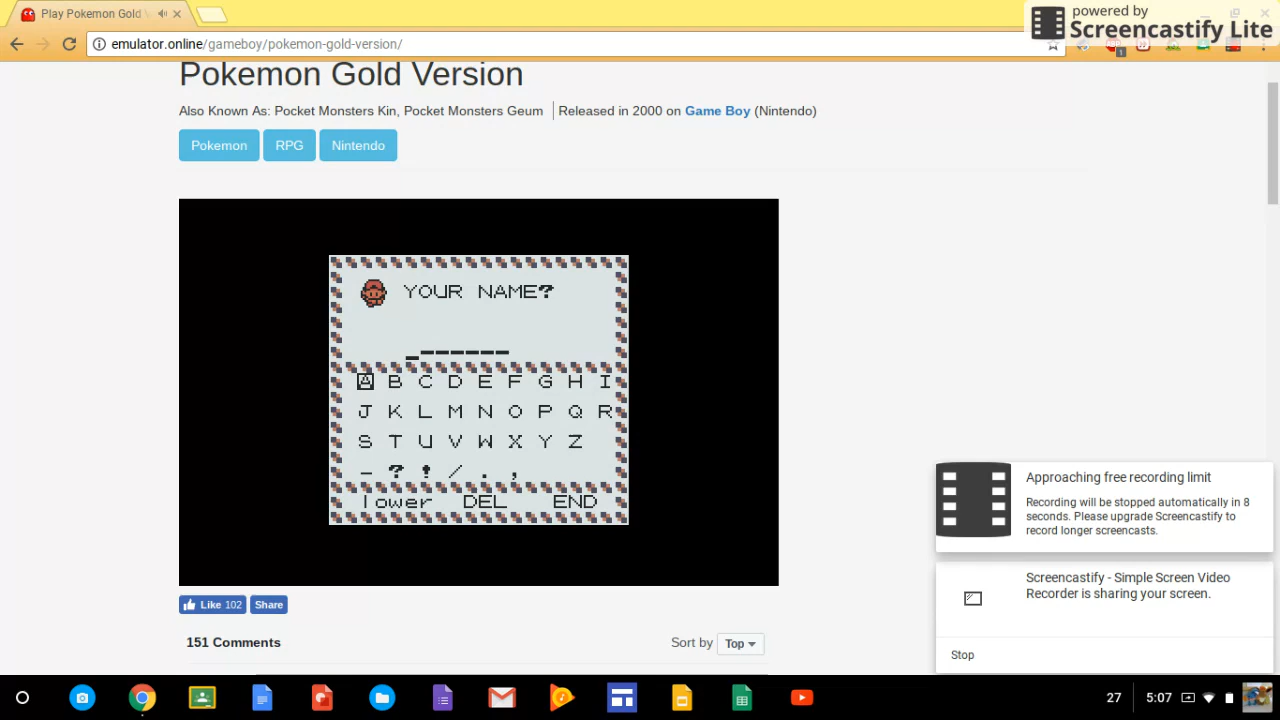 Play Pokemon Gold V
powered by
Screencastify Lite
emulator.online/gameboy/pokemon-gold-version/
1
Pokemon Gold Version
Also Known As: Pocket Monsters Kin, Pocket Monsters Geum | Released in 2000 on Game Boy (Nintendo)
Pokemon RPG Nintendo
YOUR NAME?
A B C D E F G H I
J K L M N O P Q R
S T U V W X Y Z
- ? ! / . ,
lower DEL END
Approaching free recording limit
Recording will be stopped automatically in 8
seconds. Please upgrade Screencastify to
record longer screencasts.
Screencastify - Simple Screen Video
Recorder is sharing your screen.
Stop
Like 102 Share
151 Comments
Sort by Top
27 5:07